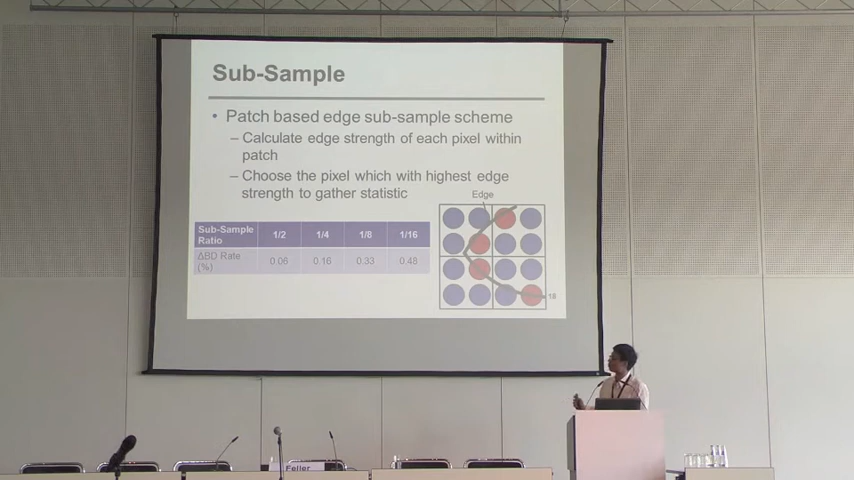 Sub-Sample
• Patch based edge sub-sample scheme
– Calculate edge strength of each pixel within
patch
– Choose the pixel which with highest edge
strength to gather statistic
Edge
Sub-Sample Ratio 1/2 1/4 1/8 1/16
ΔBD Rate (%) 0.06 0.16 0.33 0.48
18
Feller